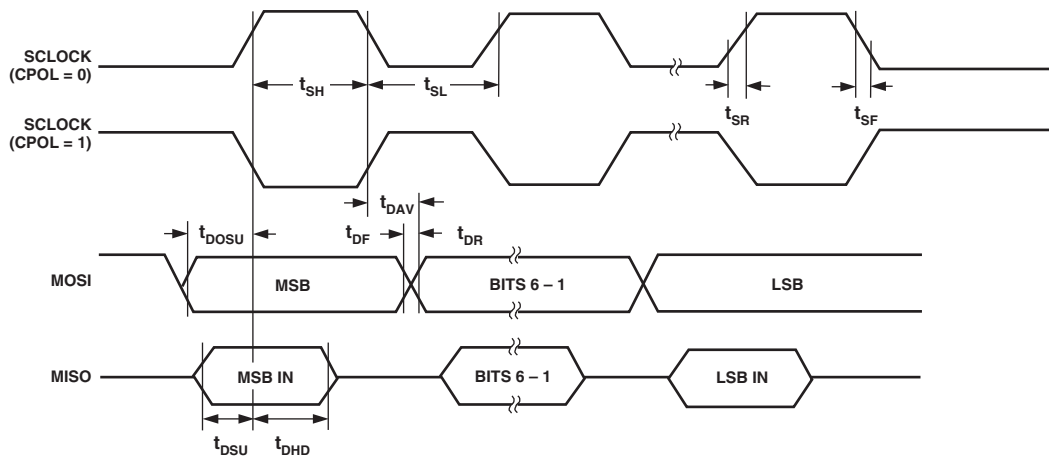 SCLOCK
(CPOL = 0)
tSH
tSL
tSR
tSF
SCLOCK
(CPOL = 1)
tDAV
tDOSU
tDF
tDR
MOSI
MSB
BITS 6 – 1
LSB
MISO
MSB IN
BITS 6 – 1
LSB IN
tDSU
tDHD